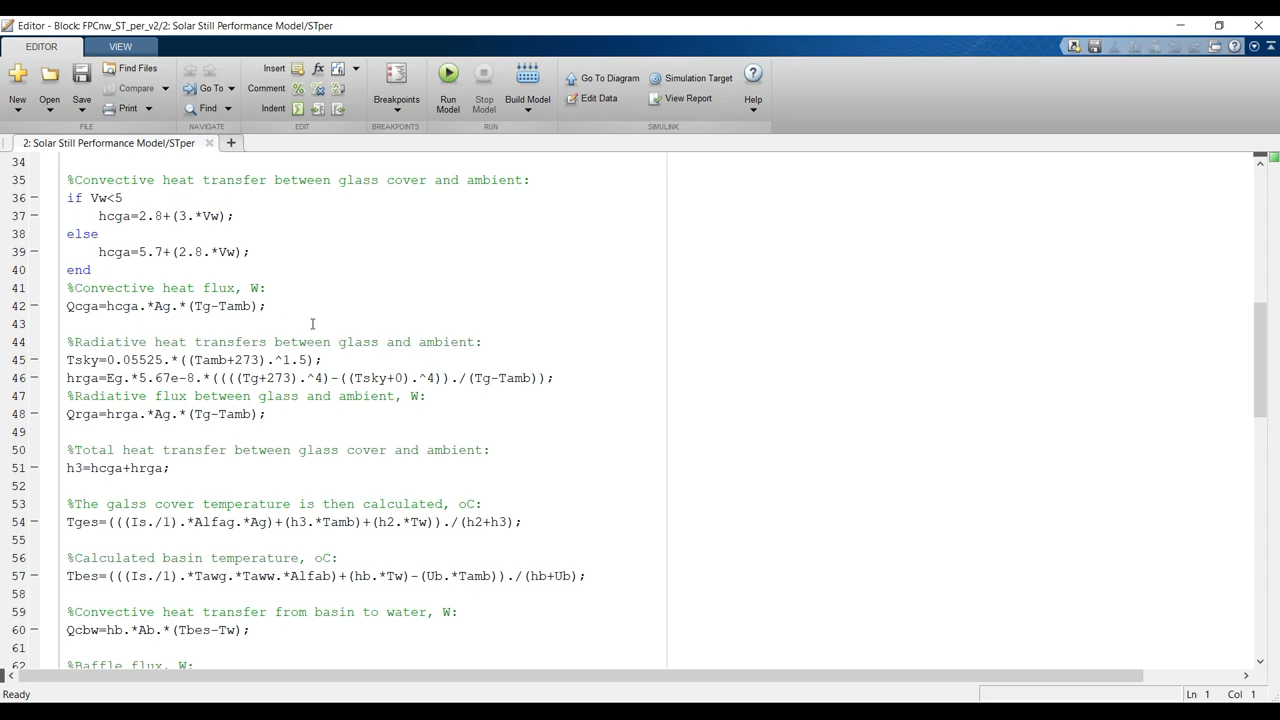 Editor - Block: FPCnw_ST_per_v2/2: Solar Still Performance Model/STper
EDITOR VIEW
Find Files Insert fx
Compare Go To Comment Go To Diagram Simulation Target
New Open Save Print Find Indent Breakpoints Run Model Stop Model Build Model Edit Data View Report Help
FILE NAVIGATE EDIT BREAKPOINTS RUN SIMULINK
2: Solar Still Performance Model/STper
34
35 %Convective heat transfer between glass cover and ambient:
36 if Vw<5
37 hcga=2.8+(3.*Vw);
38 else
39 hcga=5.7+(2.8.*Vw);
40 end
41 %Convective heat flux, W:
42 Qcga=hcga.*Ag.*(Tg-Tamb);
43
44 %Radiative heat transfers between glass and ambient:
45 Tsky=0.05525.*((Tamb+273).^1.5);
46 hrga=Eg.*5.67e-8.*((((Tg+273).^4)-((Tsky+0).^4))./(Tg-Tamb));
47 %Radiative flux between glass and ambient, W:
48 Qrga=hrga.*Ag.*(Tg-Tamb);
49
50 %Total heat transfer between glass cover and ambient:
51 h3=hcga+hrga;
52
53 %The galss cover temperature is then calculated, oC:
54 Tges=(((Is./1).*Alfag.*Ag)+(h3.*Tamb)+(h2.*Tw))./(h2+h3);
55
56 %Calculated basin temperature, oC:
57 Tbes=(((Is./1).*Tawg.*Taww.*Alfab)+(hb.*Tw)-(Ub.*Tamb))./(hb+Ub);
58
59 %Convective heat transfer from basin to water, W:
60 Qcbw=hb.*Ab.*(Tbes-Tw);
61
62 %Baffle flux, W:
Ready Ln 1 Col 1